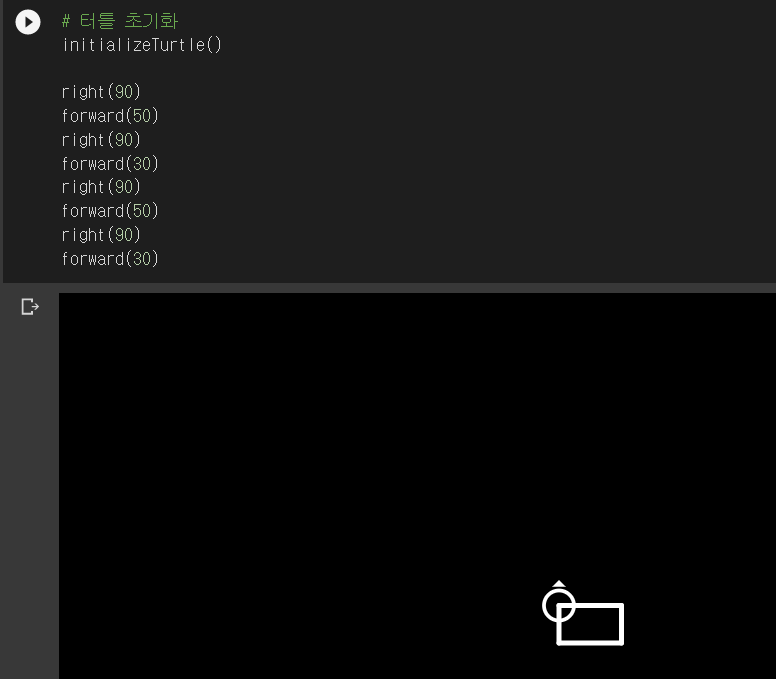 # 터틀 초기화
initializeTurtle()
right(90)
forward(50)
right(90)
forward(30)
right(90)
forward(50)
right(90)
forward(30)